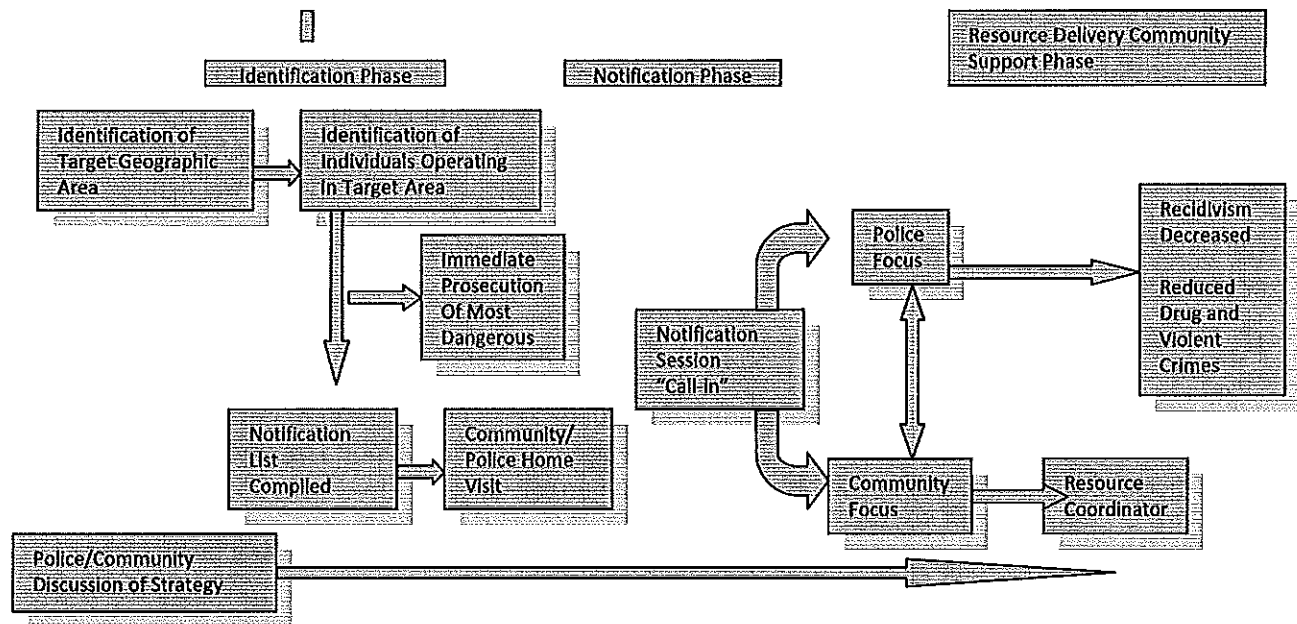 Resource Delivery Community
Support Phase
Identification Phase
Notification Phase
Identification of
Target Geographic
Area
Identification of
Individuals Operating
In Target Area
Immediate
Prosecution
Of Most
Dangerous
Police
Focus
Recidivism
Decreased
Reduced
Drug and
Violent
Crimes
Notification
Session
"Call-in"
Notification
List
Compiled
Community/
Police Home
Visit
Community
Focus
Resource
Coordinator
Police/Community
Discussion of Strategy